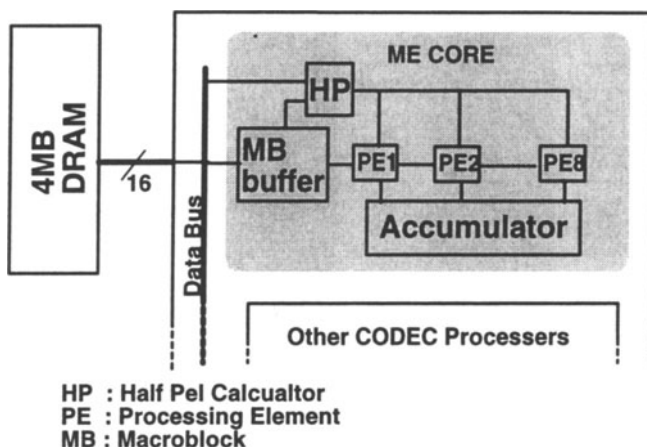 ME CORE
HP
4MB
DRAM
16
MB
buffer
PE1
PE2
PE8
Accumulator
Data Bus
Other CODEC Processers
HP : Half Pel Calcualtor
PE : Processing Element
MB : Macroblock